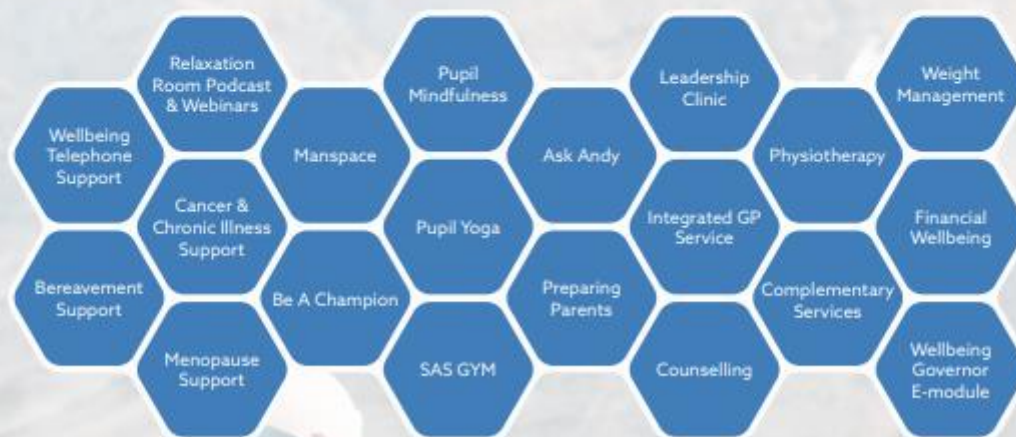 Wellbeing
Telephone
Support
Bereavement
Support
Relaxation
Room Podcast
& Webinars
Cancer &
Chronic Illness
Support
Menopause
Support
Manspace
Be A Champion
Pupil
Mindfulness
Pupil Yoga
SAS GYM
Ask Andy
Preparing
Parents
Leadership
Clinic
Integrated GP
Service
Counselling
Physiotherapy
Complementary
Services
Weight
Management
Financial
Wellbeing
Wellbeing
Governor
E-module